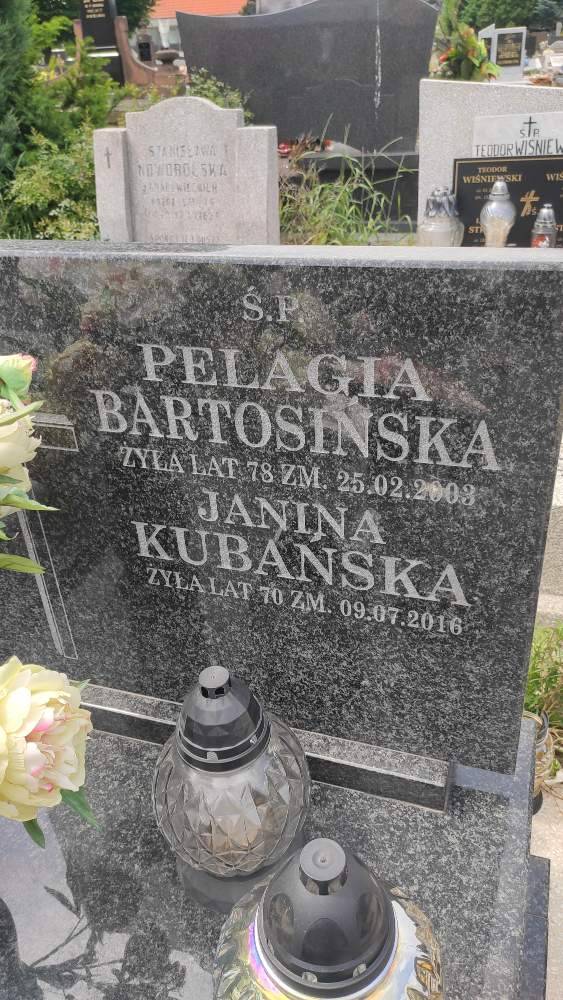 Ś.P.
PELAGIA
BARTOSIŃSKA
ŻYŁA LAT 78 ZM. 25.02.2003
JANINA
KUBAŃSKA
ŻYŁA LAT 70 ZM. 09.07.2016
STANISŁAWA
NOWOROLSKA
Ś P
TEODOR WIŚNIEW
TEODOR
WIŚNIEWSKI